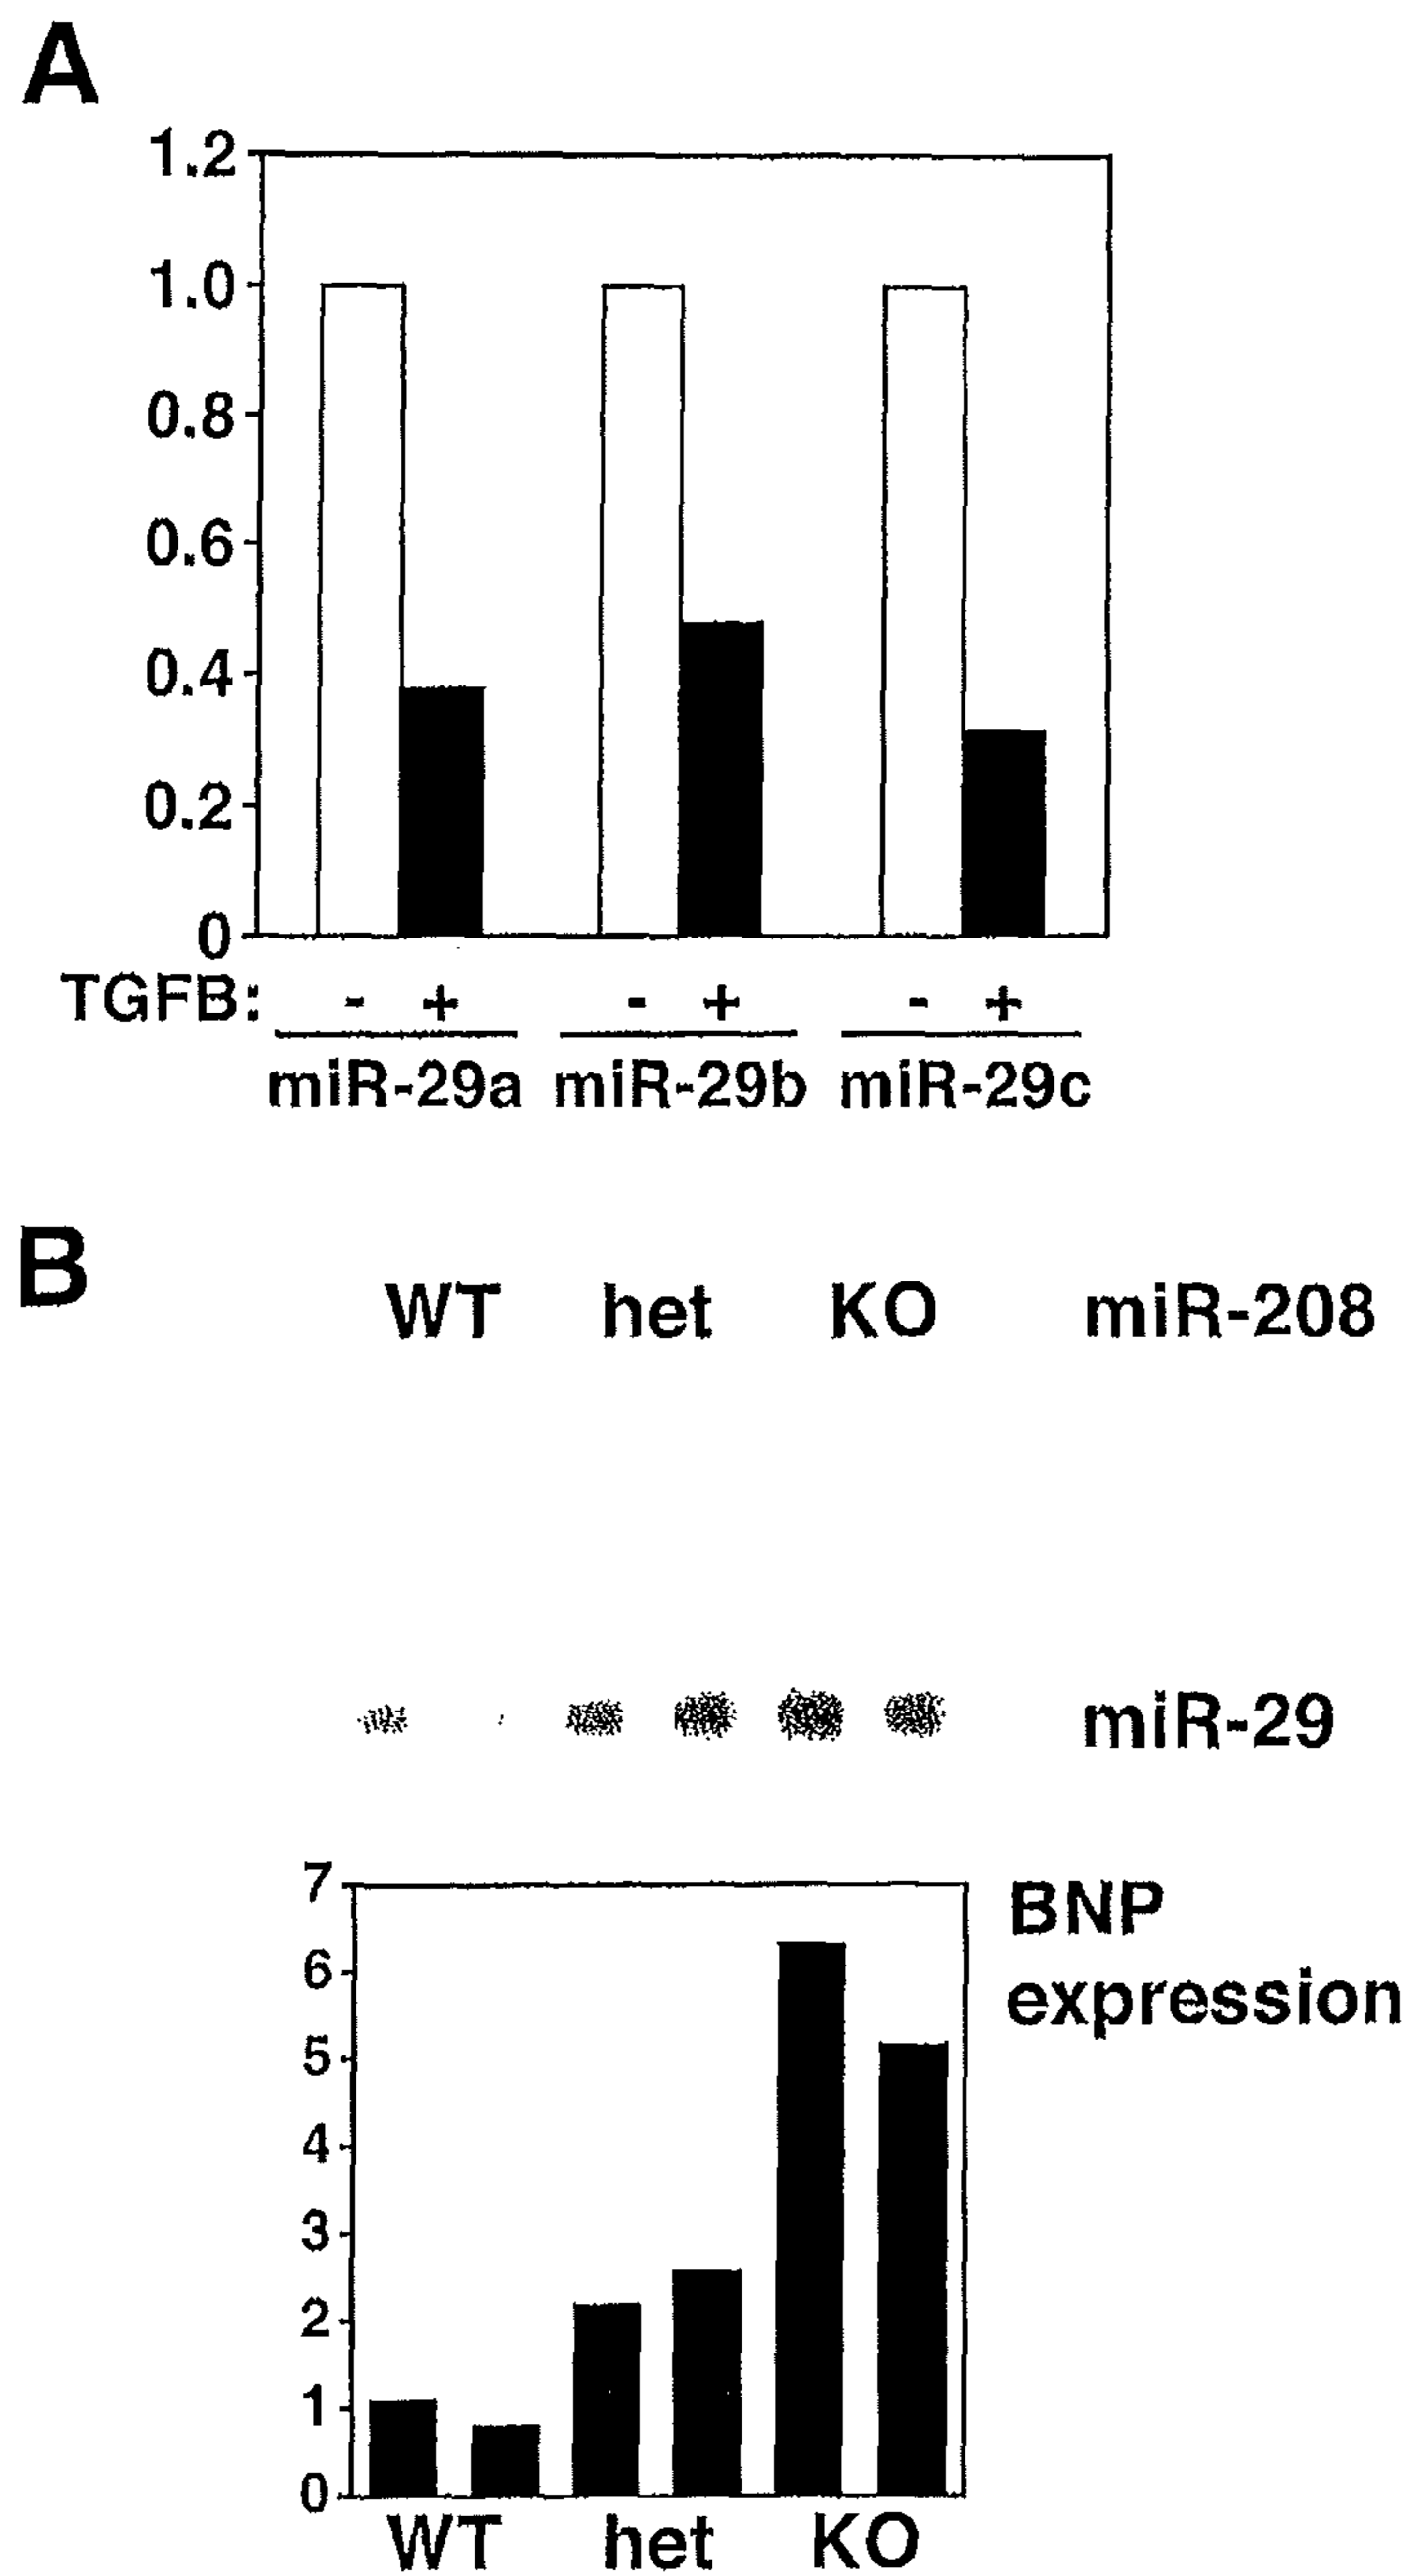 A
1.2
1.0
0.8
0.6
0.4
0.2
0
TGFB: - + - + - +
miR-29a miR-29b miR-29c
B
WT het KO miR-208
miR-29
7
6
5
4
3
2
1
0
BNP
expression
WT het KO